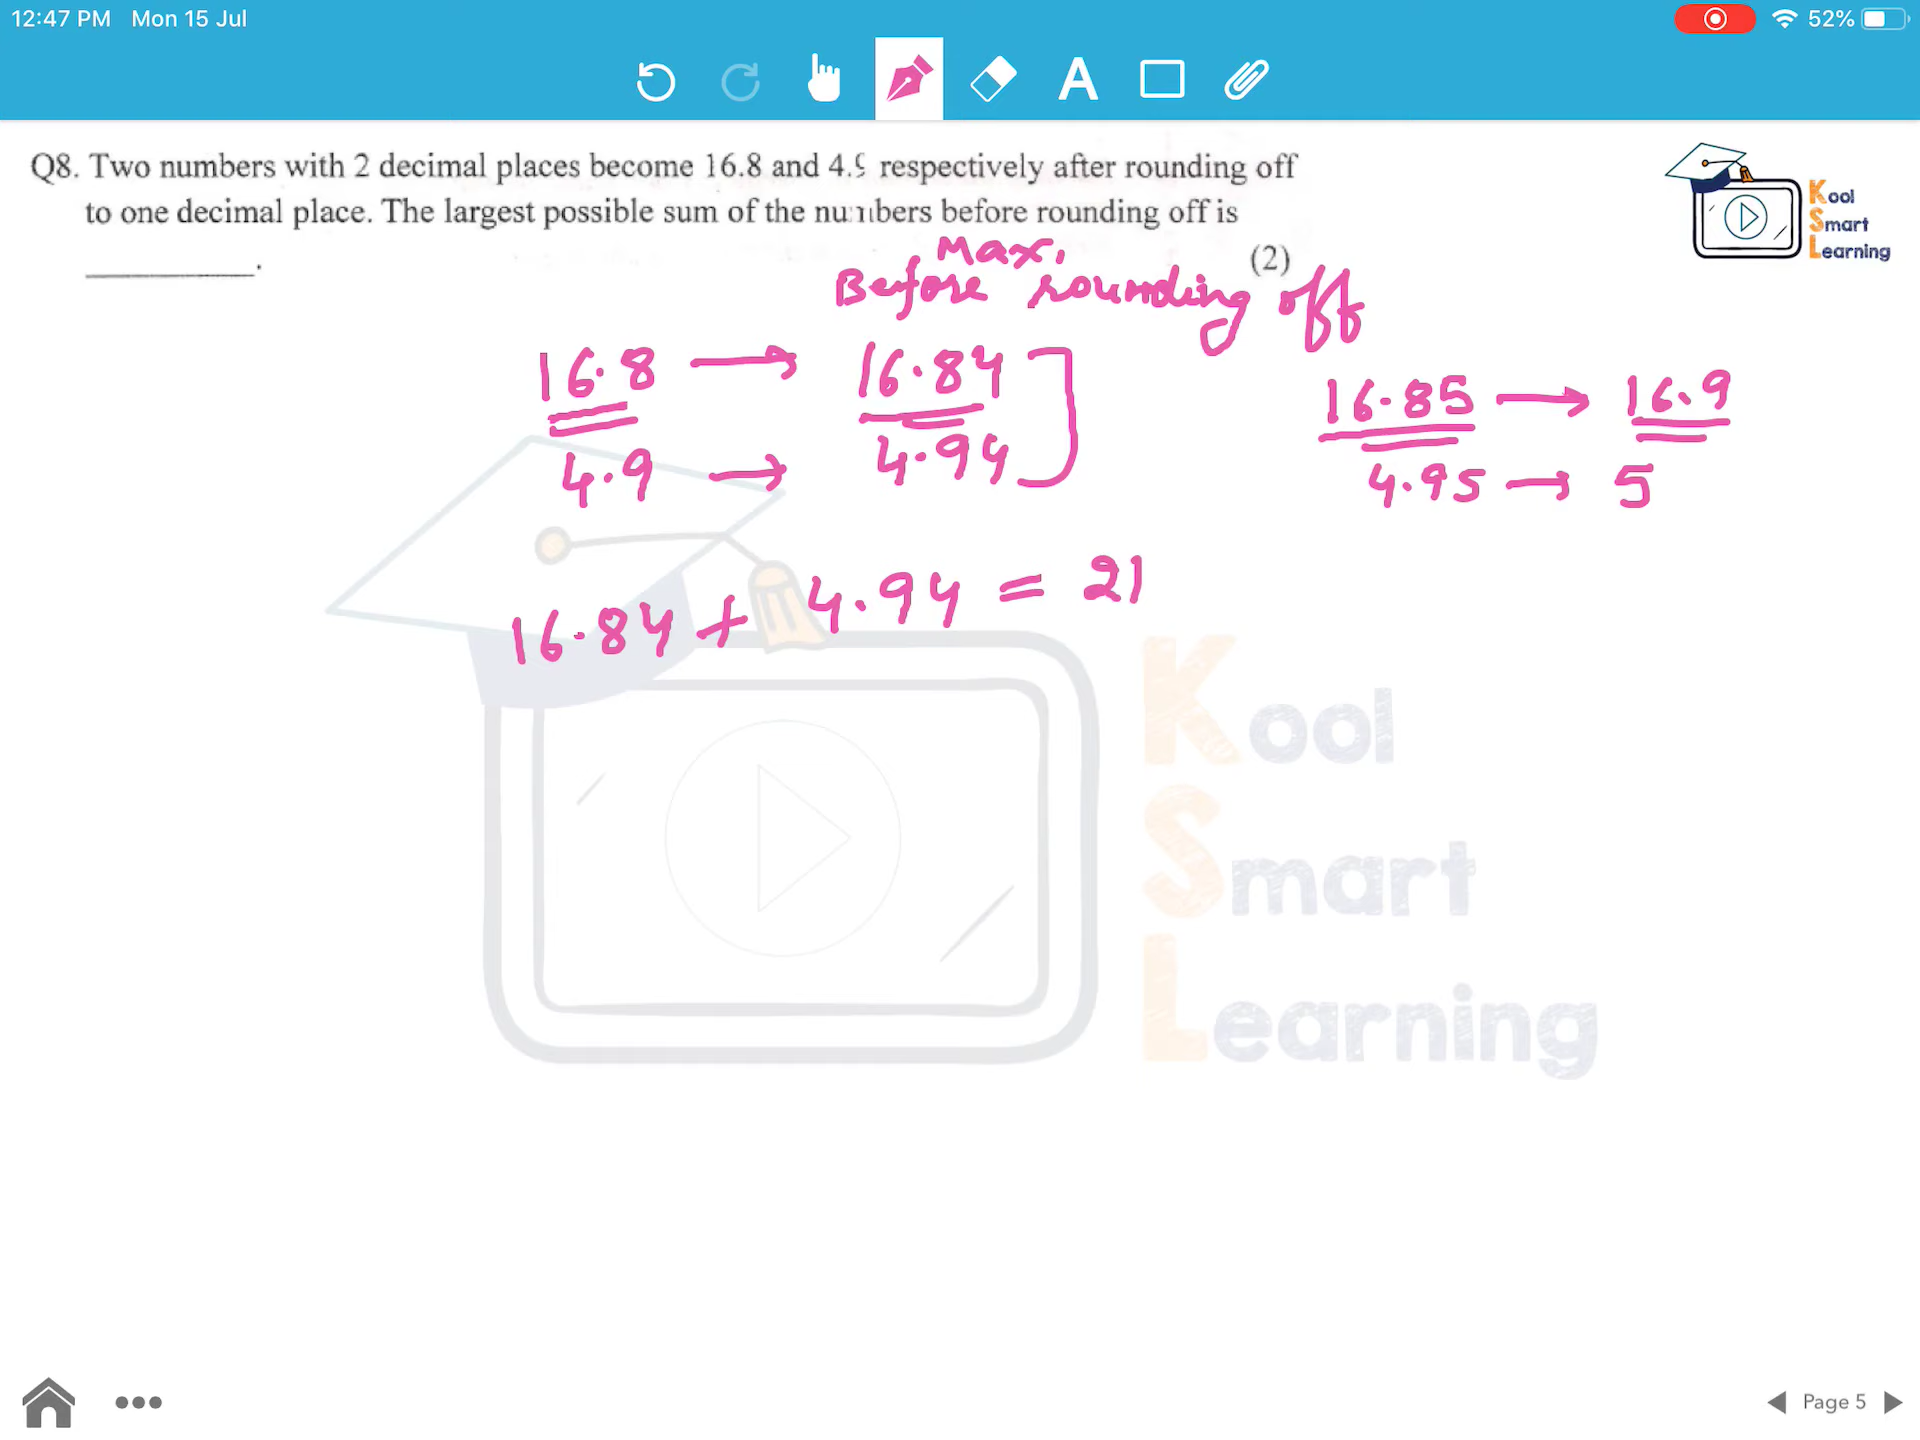 12:47 PM Mon 15 Jul
52%
A
Q8. Two numbers with 2 decimal places become 16.8 and 4.9 respectively after rounding off
to one decimal place. The largest possible sum of the numbers before rounding off is
__________.
(2)
Max.
Before rounding off
16.8 → 16.84
4.9 → 4.94
16.85 → 16.9
4.95 → 5
16.84 + 4.94 = 21
Kool
Smart
Learning
Kool
Smart
Learning
Page 5